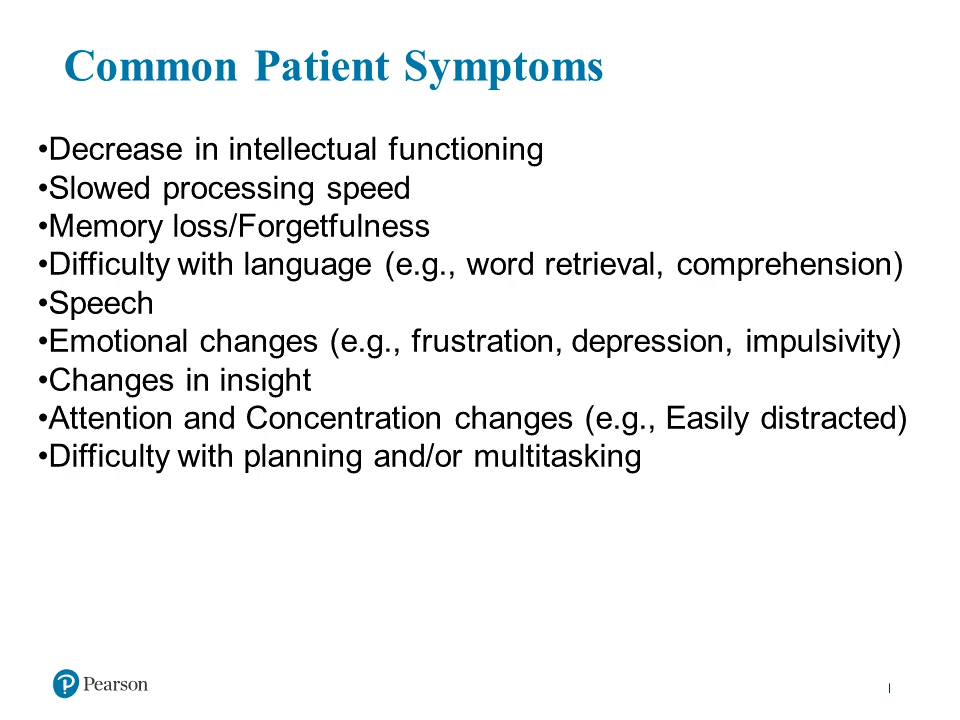 Common Patient Symptoms
•Decrease in intellectual functioning
•Slowed processing speed
•Memory loss/Forgetfulness
•Difficulty with language (e.g., word retrieval, comprehension)
•Speech
•Emotional changes (e.g., frustration, depression, impulsivity)
•Changes in insight
•Attention and Concentration changes (e.g., Easily distracted)
•Difficulty with planning and/or multitasking
Pearson
|